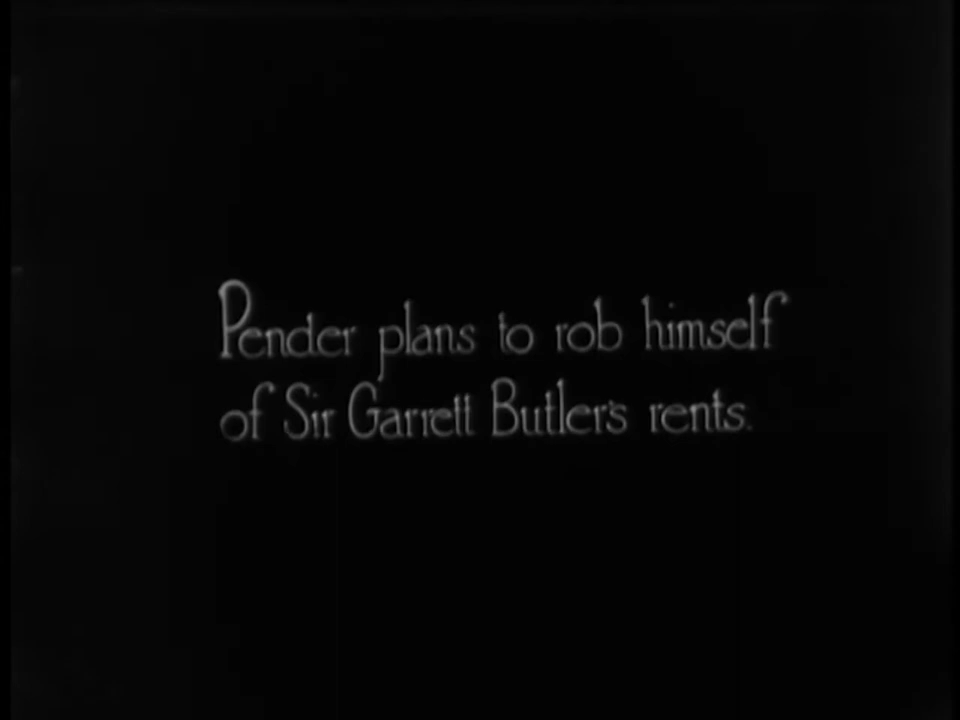 Pender plans to rob himself
of Sir Garrett Butler's rents.